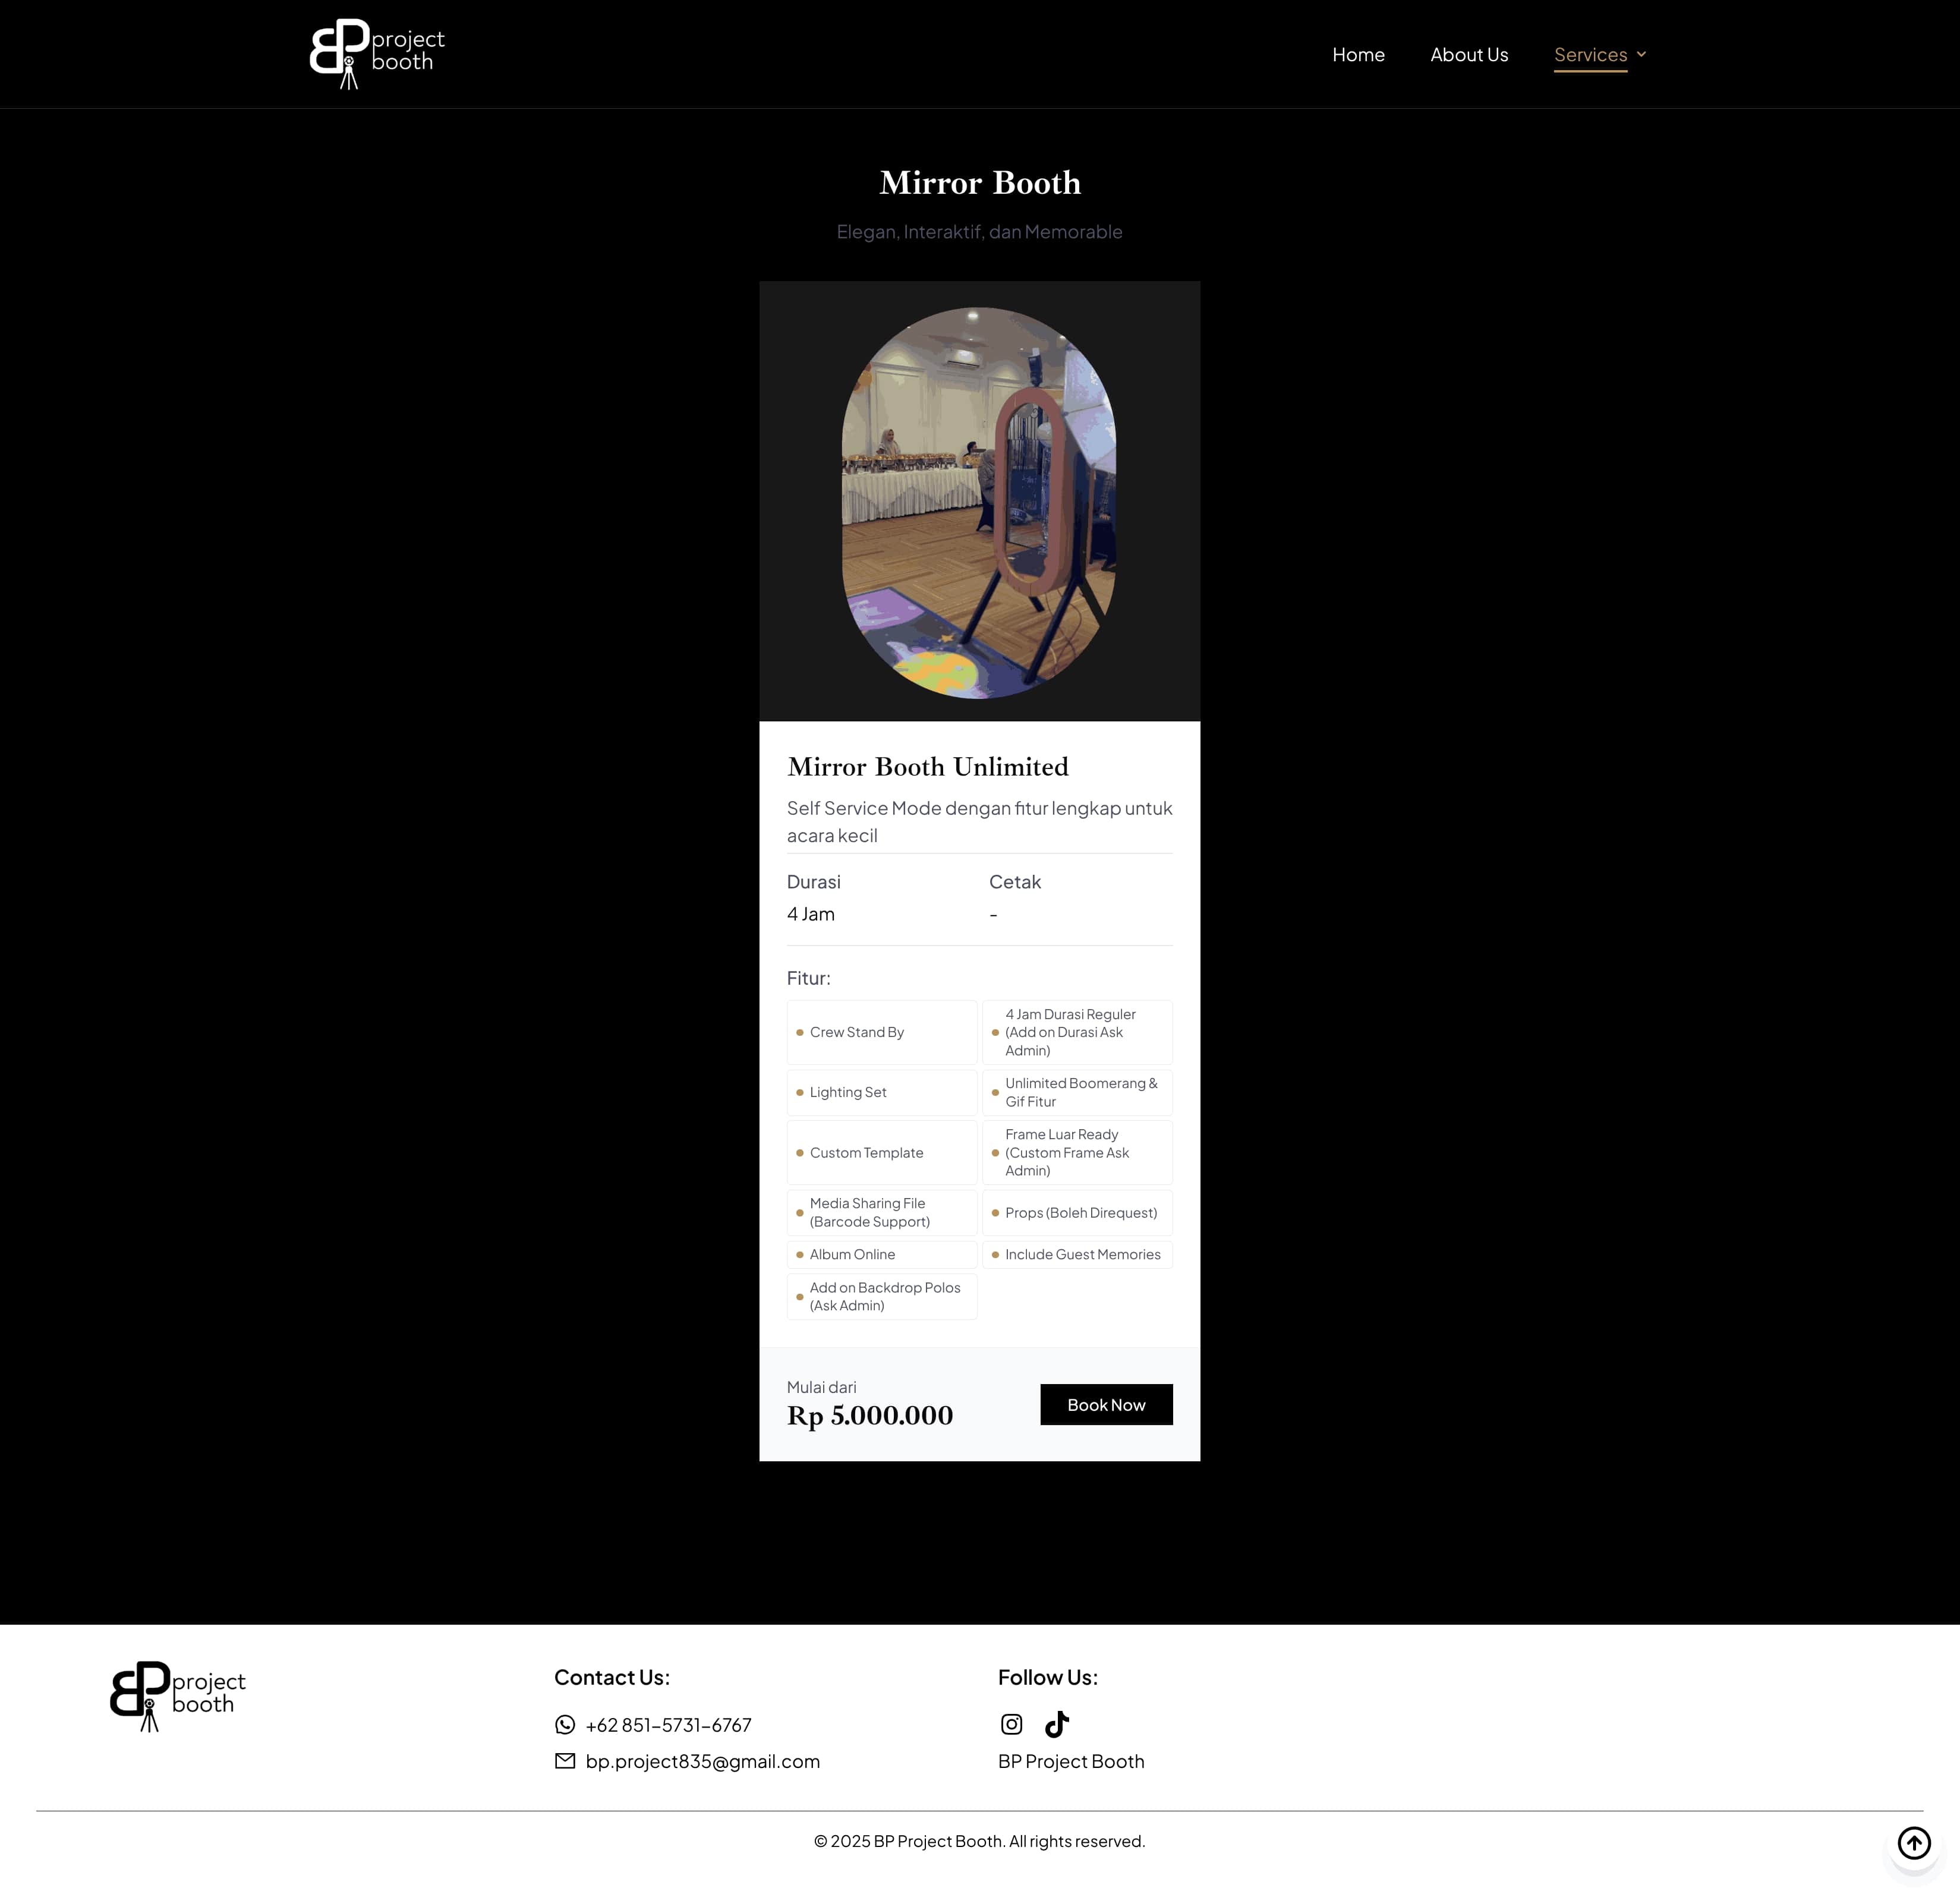 BP project
booth
Home
About Us
Services
Mirror Booth
Elegan, Interaktif, dan Memorable
Mirror Booth Unlimited
Self Service Mode dengan fitur lengkap untuk
acara kecil
Durasi
Cetak
4 Jam
-
Fitur:
Crew Stand By
4 Jam Durasi Reguler
(Add on Durasi Ask
Admin)
Lighting Set
Unlimited Boomerang &
Gif Fitur
Custom Template
Frame Luar Ready
(Custom Frame Ask
Admin)
Media Sharing File
(Barcode Support)
Props (Boleh Direquest)
Album Online
Include Guest Memories
Add on Backdrop Polos
(Ask Admin)
Mulai dari
Rp 5.000.000
Book Now
BP project
booth
Contact Us:
+62 851-5731-6767
bp.project835@gmail.com
Follow Us:
BP Project Booth
© 2025 BP Project Booth. All rights reserved.